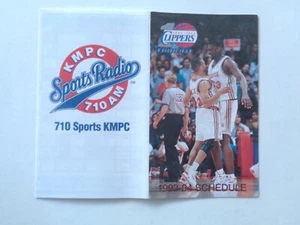 KMPC
Sports Radio
710 AM
710 Sports KMPC
CLIPPERS
1993-94 SCHEDULE